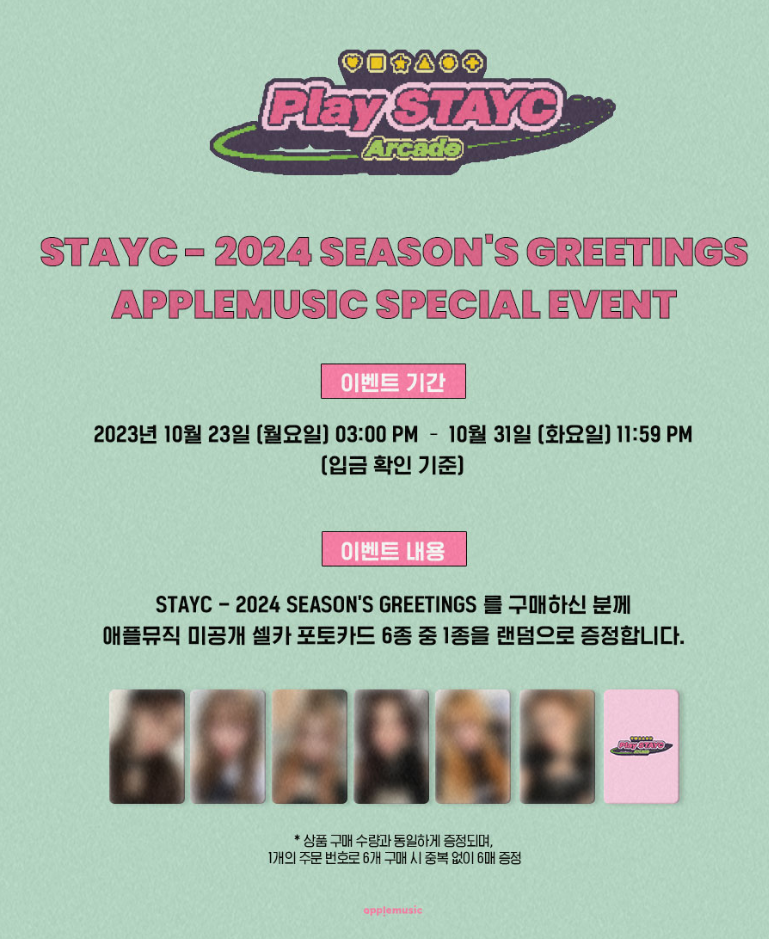 Play STAYC
Arcade
STAYC - 2024 SEASON'S GREETINGS
APPLEMUSIC SPECIAL EVENT
이벤트 기간
2023년 10월 23일 (월요일) 03:00 PM - 10월 31일 (화요일) 11:59 PM
(입금 확인 기준)
이벤트 내용
STAYC - 2024 SEASON'S GREETINGS 를 구매하신 분께
애플뮤직 미공개 셀카 포토카드 6종 중 1종을 랜덤으로 증정합니다.
Play STAYC
Arcade
* 상품 구매 수량과 동일하게 증정되며,
1개의 주문 번호로 6개 구매 시 중복 없이 6매 증정
applemusic